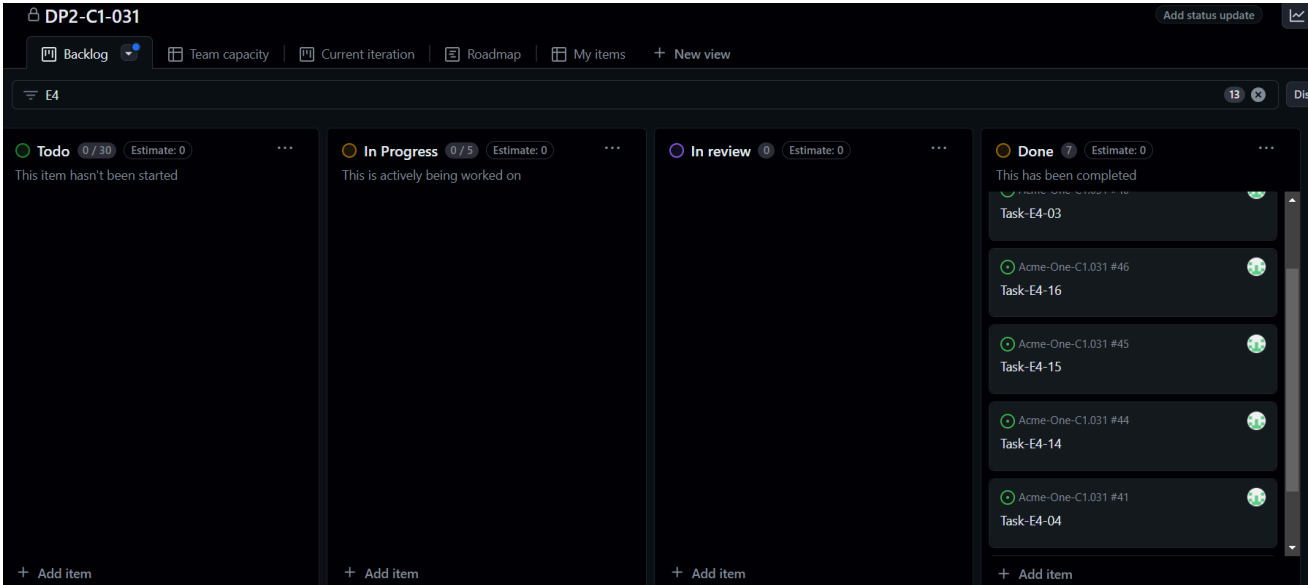 DP2-C1-031
Add status update
Backlog
Team capacity
Current iteration
Roadmap
My items
+ New view
E4
13
Dis
Todo 0 / 30 Estimate: 0
This item hasn't been started
+ Add item
In Progress 0 / 5 Estimate: 0
This is actively being worked on
+ Add item
In review 0 Estimate: 0
+ Add item
Done 7 Estimate: 0
This has been completed
Task-E4-03
Acme-One-C1.031 #46
Task-E4-16
Acme-One-C1.031 #45
Task-E4-15
Acme-One-C1.031 #44
Task-E4-14
Acme-One-C1.031 #41
Task-E4-04
+ Add item